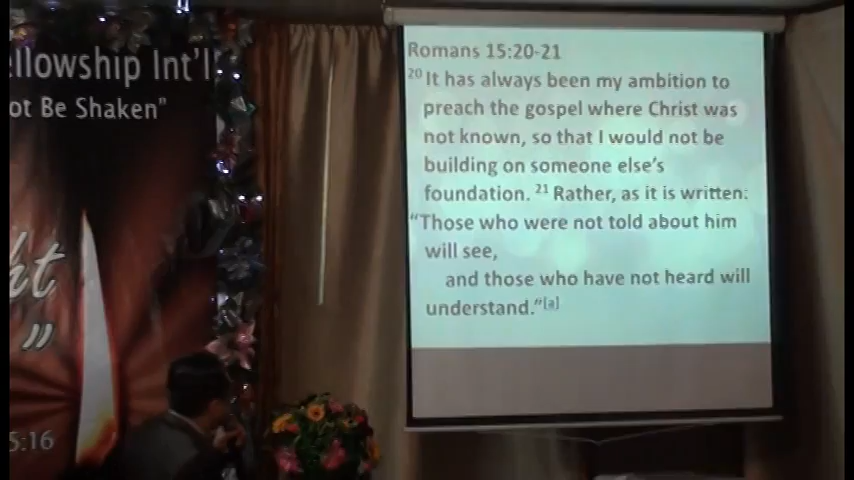 Int'l
Be Shaken"
”
5:16
Romans 15:20-21
20 It has always been my ambition to
preach the gospel where Christ was
not known, so that I would not be
building on someone else's
foundation. 21 Rather, as it is written:
"Those who were not told about him
will see,
and those who have not heard will
understand."[a]